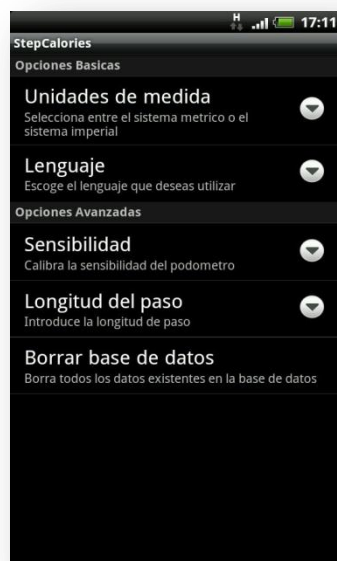 H 17:11
StepCalories
Opciones Basicas
Unidades de medida
Selecciona entre el sistema metrico o el
sistema imperial
Lenguaje
Escoge el lenguaje que deseas utilizar
Opciones Avanzadas
Sensibilidad
Calibra la sensibilidad del podometro
Longitud del paso
Introduce la longitud de paso
Borrar base de datos
Borra todos los datos existentes en la base de datos